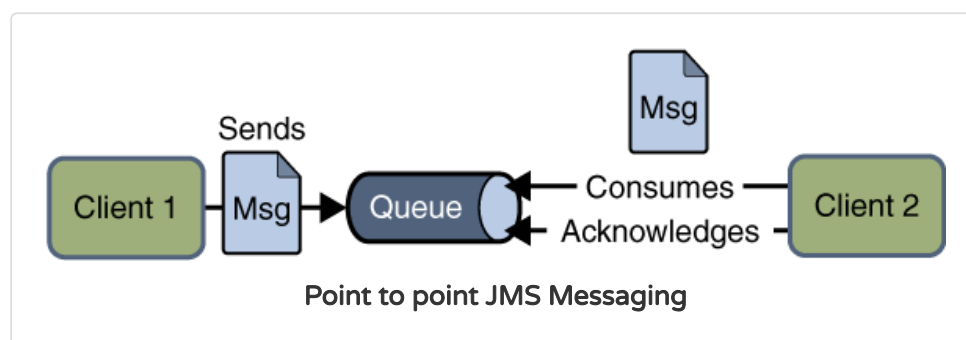 Msg
Sends
Client 1
Msg
Queue
Consumes
Acknowledges
Client 2
Point to point JMS Messaging